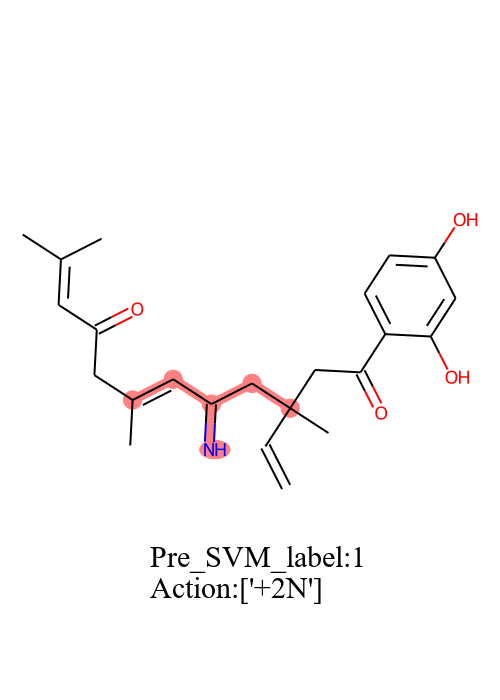 OH
O
OH
O
NH
Pre_SVM_label:1
Action:['+2N']